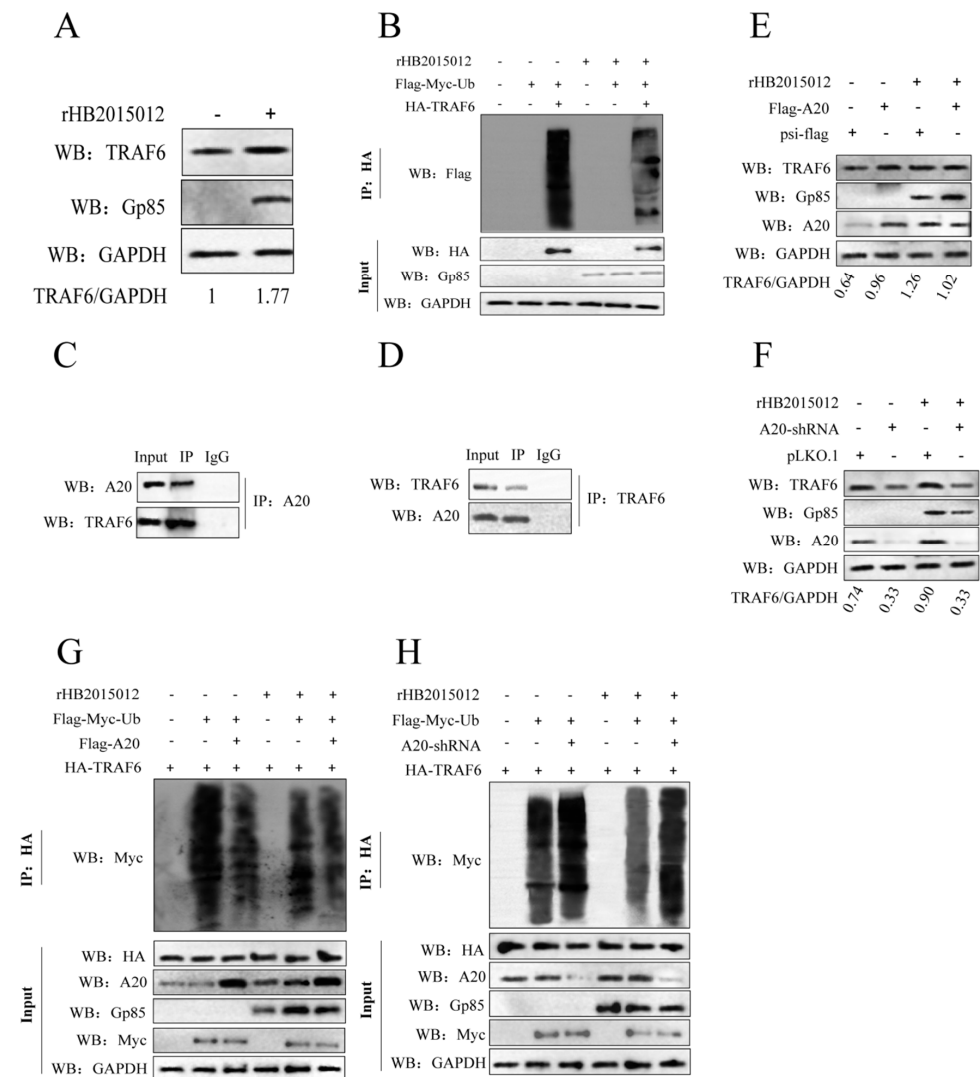 A
rHB2015012 - +
WB: TRAF6
WB: Gp85
WB: GAPDH
TRAF6/GAPDH 1 1.77
B
rHB2015012 - - - + + +
Flag-Myc-Ub - + + - + +
HA-TRAF6 - - + - - +
IP: HA
WB: Flag
Input
WB: HA
WB: Gp85
WB: GAPDH
E
rHB2015012 - - + +
Flag-A20 - + - +
psi-flag + - + -
WB: TRAF6
WB: Gp85
WB: A20
WB: GAPDH
TRAF6/GAPDH 0.64 0.96 1.26 1.02
C
Input IP IgG
WB: A20
WB: TRAF6
IP: A20
D
Input IP IgG
WB: TRAF6
WB: A20
IP: TRAF6
F
rHB2015012 - - + +
A20-shRNA - + - +
pLKO.1 + - + -
WB: TRAF6
WB: Gp85
WB: A20
WB: GAPDH
TRAF6/GAPDH 0.74 0.33 0.90 0.33
G
rHB2015012 - - - + + +
Flag-Myc-Ub - + + - + +
Flag-A20 - - + - - +
HA-TRAF6 + + + + + +
IP: HA
WB: Myc
Input
WB: HA
WB: A20
WB: Gp85
WB: Myc
WB: GAPDH
H
rHB2015012 - - - + + +
Flag-Myc-Ub - + + - + +
A20-shRNA - - + - - +
HA-TRAF6 + + + + + +
IP: HA
WB: Myc
Input
WB: HA
WB: A20
WB: Gp85
WB: Myc
WB: GAPDH